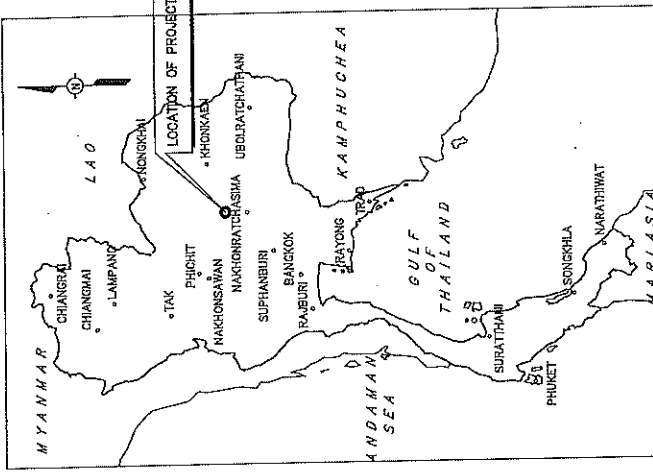 MYANMAR
LAO
N
CHIANGRAI
CHIANGMAI
LAMPANG
NONGKHAI
LOCATION OF PROJECT
TAK
PHICHIT
KHONKAEN
NAKHONSAWAN
NAKHONRATCHASIMA
UBOLRATCHATHANI
SUPHANBURI
BANGKOK
RAJBURI
KAMPHUCHEA
RAYONG
TRAD
GULF
OF
THAILAND
ANDAMAN
SEA
SURATTHANI
PHUKET
SONGKHLA
NARATHIWAT